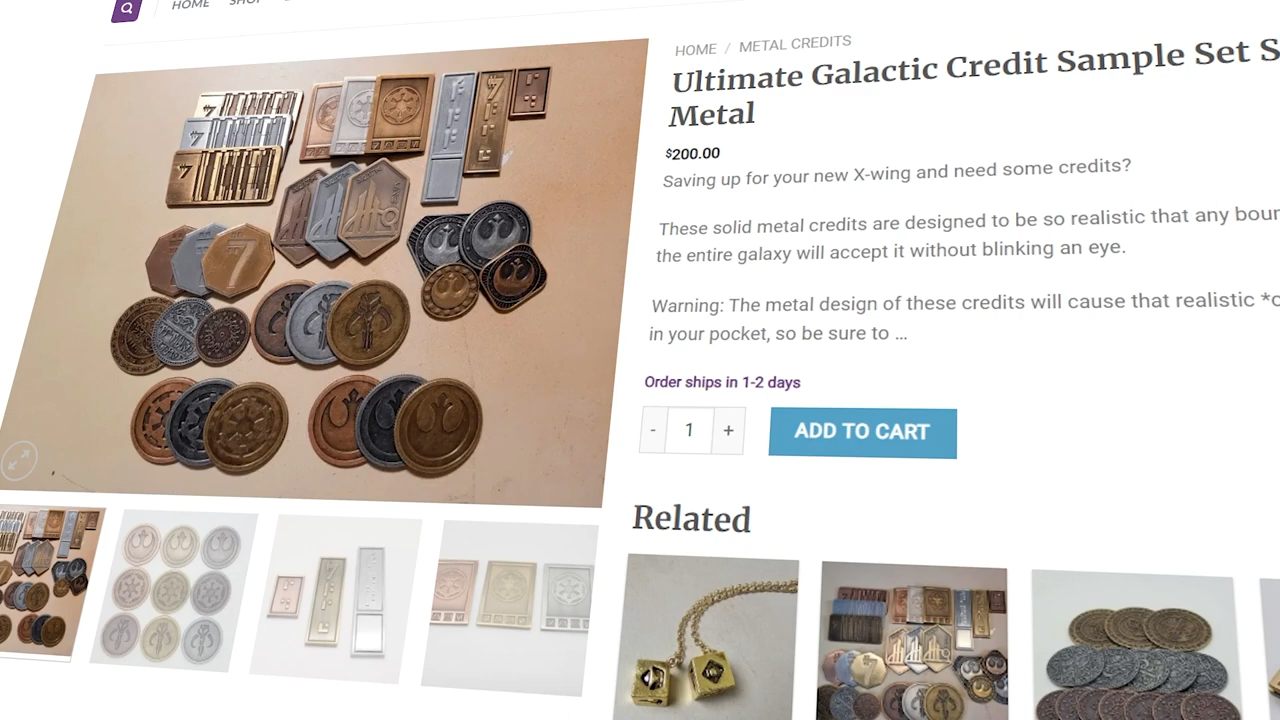 HOME
HOME / METAL CREDITS
Ultimate Galactic Credit Sample Set S
Metal
$200.00
Saving up for your new X-wing and need some credits?
These solid metal credits are designed to be so realistic that any boun
the entire galaxy will accept it without blinking an eye.
Warning: The metal design of these credits will cause that realistic *c
in your pocket, so be sure to ...
Order ships in 1-2 days
- 1 +
ADD TO CART
Related